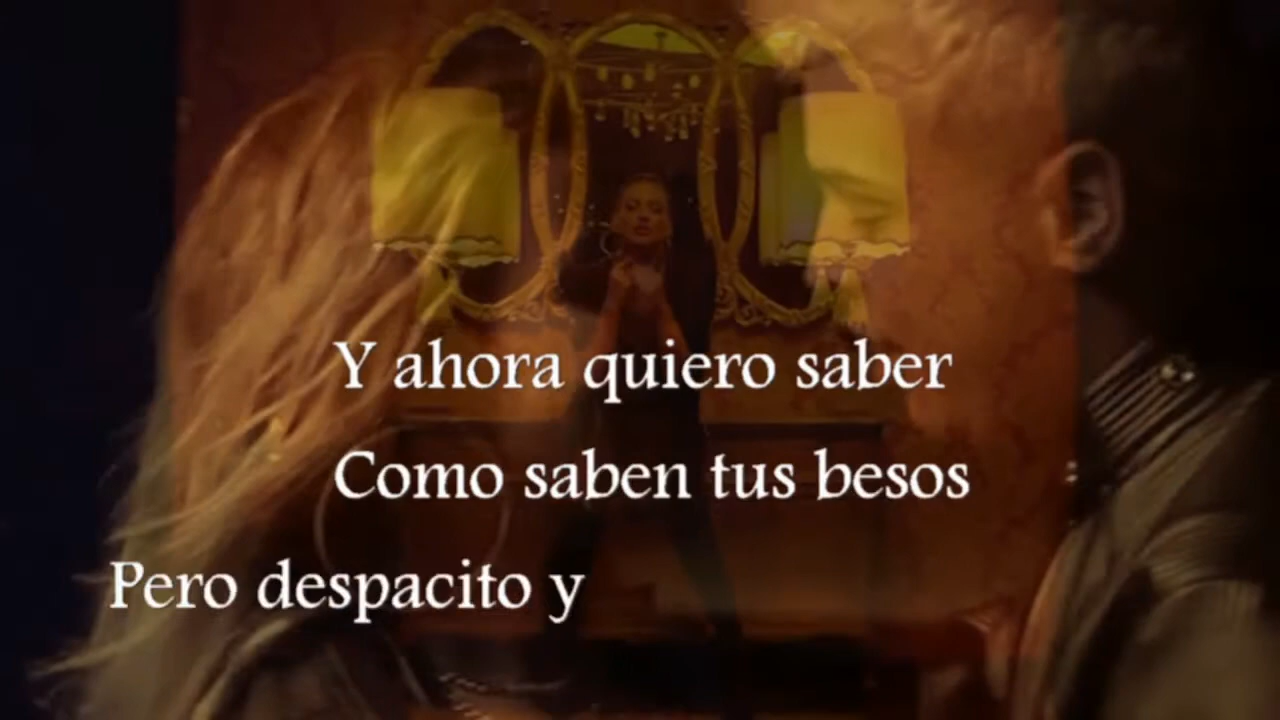 Y ahora quiero saber
Como saben tus besos
Pero despacito y